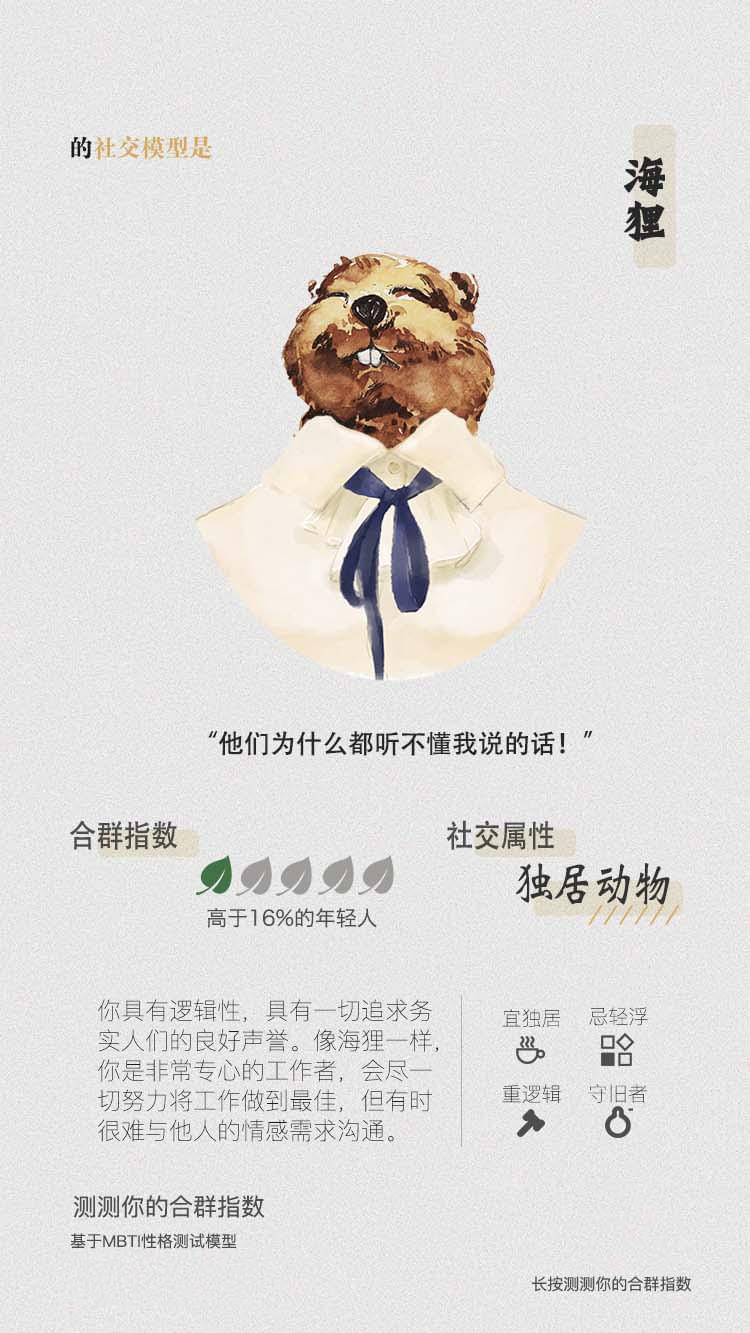 的社交模型是
海狸
“他们为什么都听不懂我说的话！”
合群指数
高于16%的年轻人
社交属性
独居动物
你具有逻辑性，具有一切追求务
实人们的良好声誉。像海狸一样，
你是非常专心的工作者，会尽一
切努力将工作做到最佳，但有时
很难与他人的情感需求沟通。
宜独居 忌轻浮
重逻辑 守旧者
测测你的合群指数
基于MBTI性格测试模型
长按测测你的合群指数